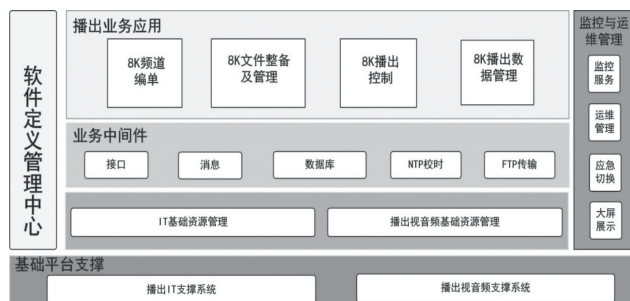 软件定义管理中心
播出业务应用
8K频道
编单
8K文件整备
及管理
8K播出
控制
8K播出数
据管理
业务中间件
接口
消息
数据库
NTP校时
FTP传输
IT基础资源管理
播出视音频基础资源管理
监控与运
维管理
监控
服务
运维
管理
应急
切换
大屏
展示
基础平台支撑
播出IT支撑系统
播出视音频支撑系统